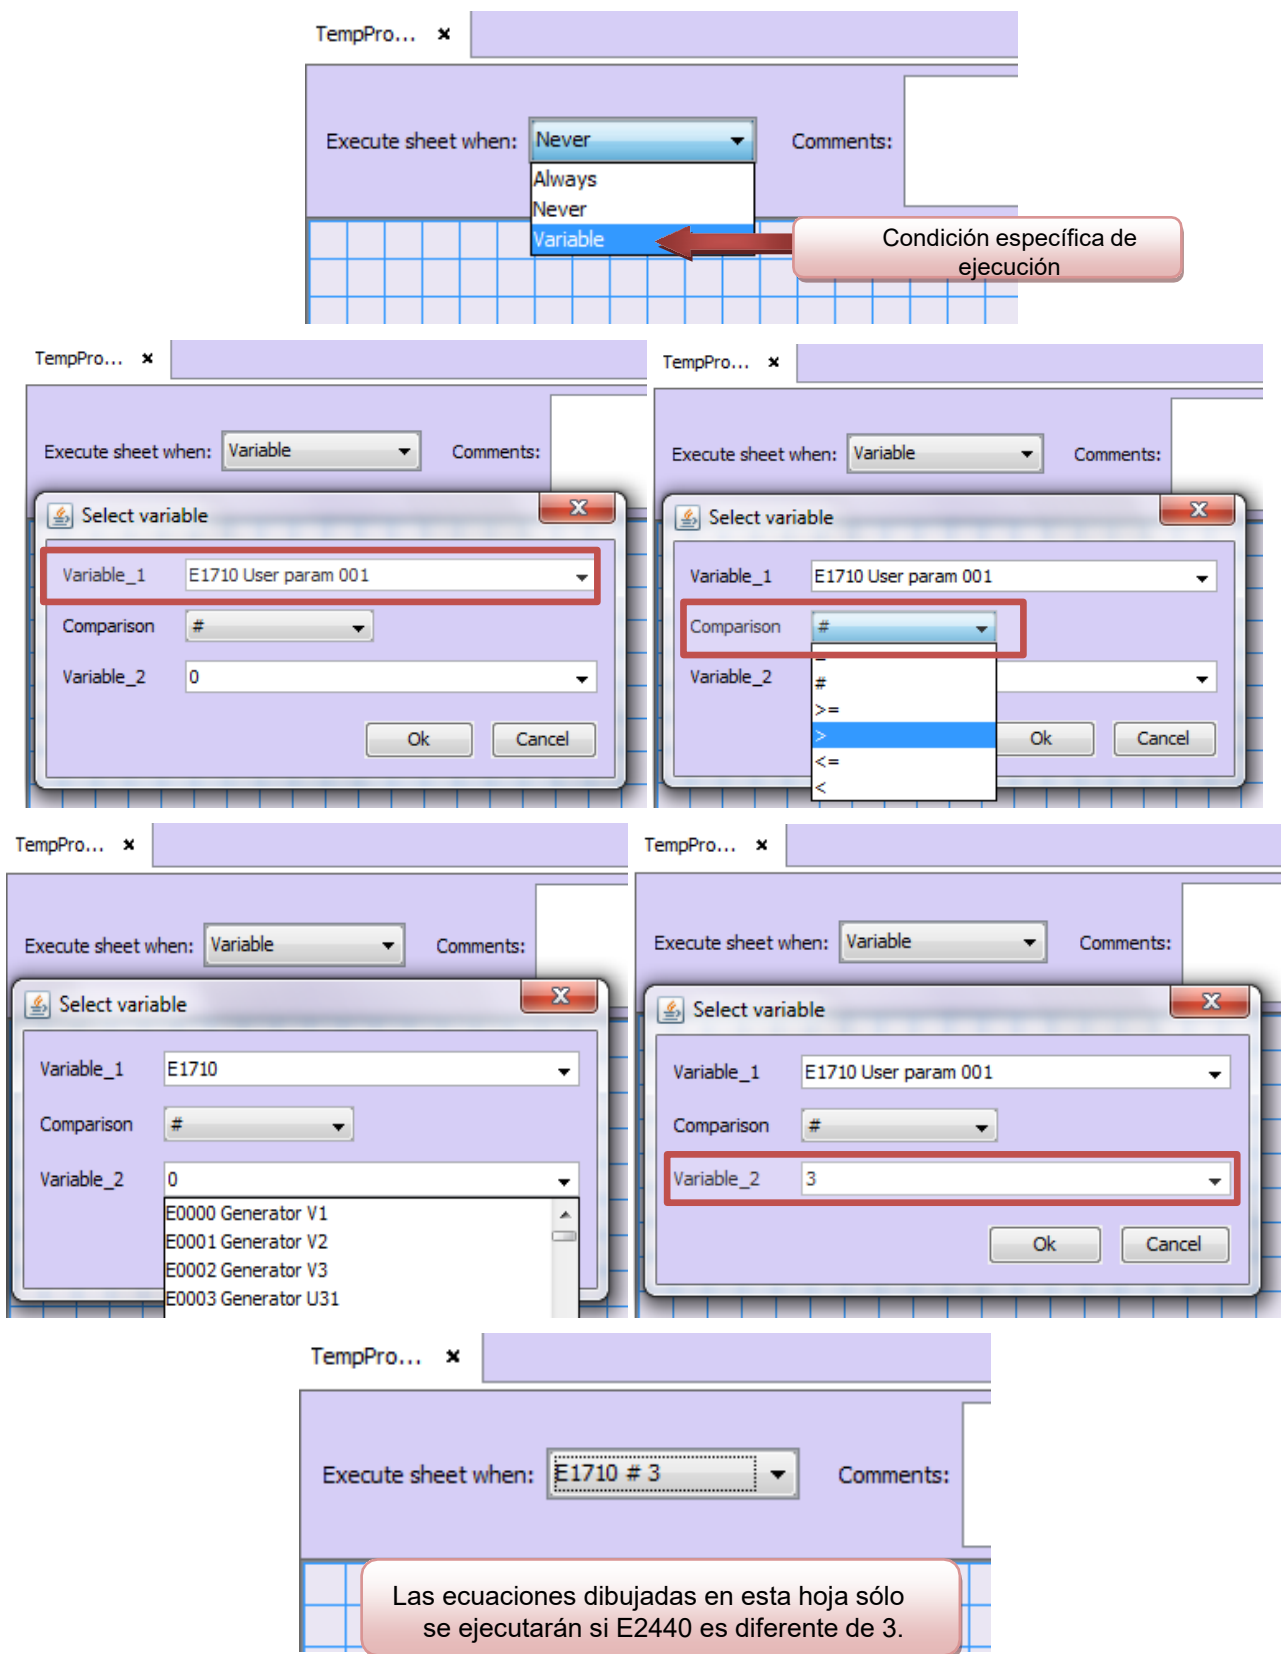 TempPro... ×
Execute sheet when: Never Comments:
Always
Never
Variable
Condición específica de
ejecución
TempPro... ×
Execute sheet when: Variable Comments:
Select variable
Variable_1 E1710 User param 001
Comparison #
Variable_2 0
Ok Cancel
TempPro... ×
Execute sheet when: Variable Comments:
Select variable
Variable_1 E1710 User param 001
Comparison #
Variable_2
#
>=
>
<=
<
Ok Cancel
TempPro... ×
Execute sheet when: Variable Comments:
Select variable
Variable_1 E1710
Comparison #
Variable_2 0
E0000 Generator V1
E0001 Generator V2
E0002 Generator V3
E0003 Generator U31
TempPro... ×
Execute sheet when: Variable Comments:
Select variable
Variable_1 E1710 User param 001
Comparison #
Variable_2 3
Ok Cancel
TempPro... ×
Execute sheet when: E1710 # 3 Comments:
Las ecuaciones dibujadas en esta hoja sólo
se ejecutarán si E2440 es diferente de 3.